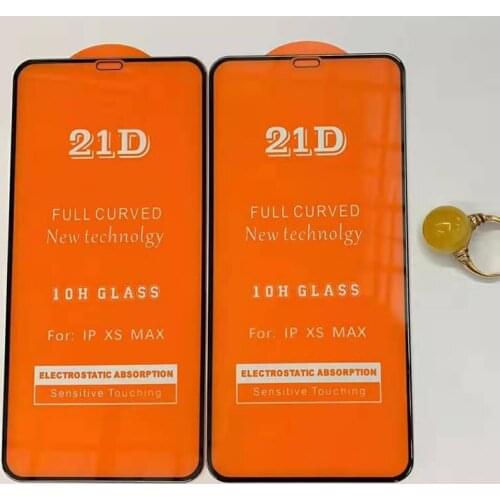 21D
FULL CURVED
New technolgy
10H GLASS
For: IP XS MAX
ELECTROSTATIC ABSORPTION
Sensitive Touching
21D
FULL CURVED
New technolgy
10H GLASS
For: IP XS MAX
ELECTROSTATIC ABSORPTION
Sensitive Touching